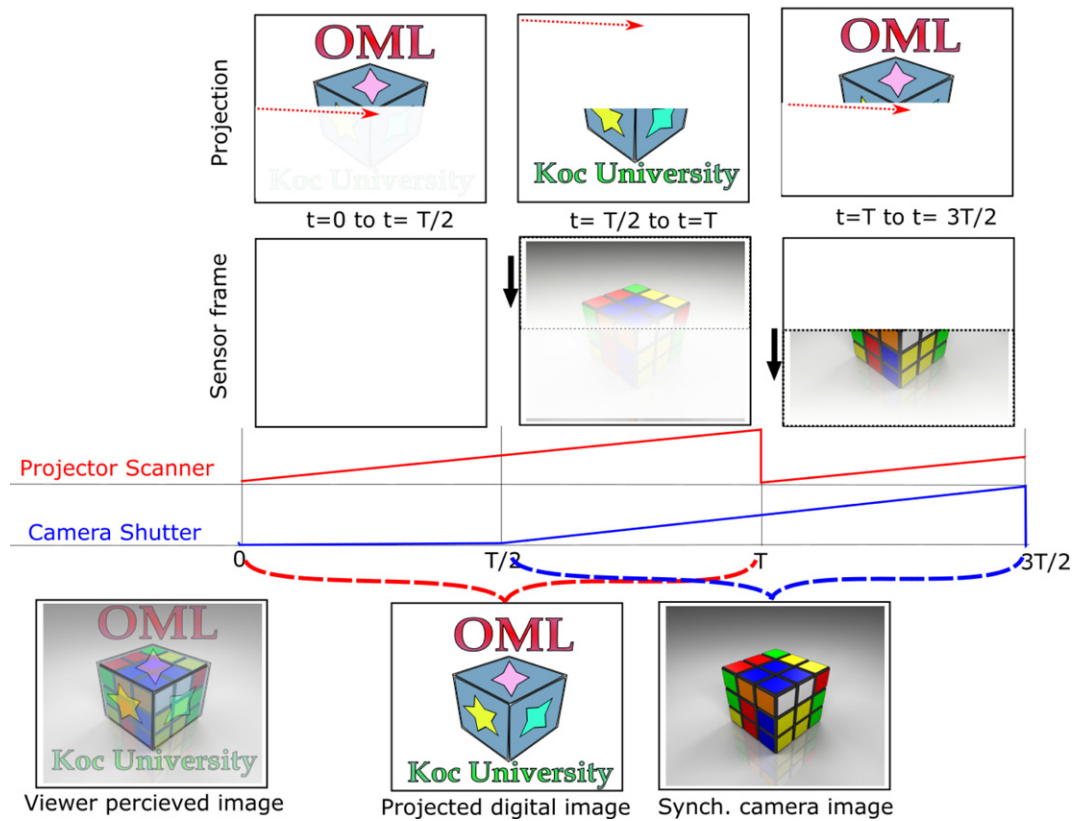 OML
OML
Projection
Koc University
Koc University
t=0 to t= T/2
t= T/2 to t=T
t=T to t= 3T/2
Sensor frame
Projector Scanner
Camera Shutter
0
T/2
T
3T/2
OML
Koc University
OML
Koc University
Viewer percieved image
Projected digital image
Synch. camera image